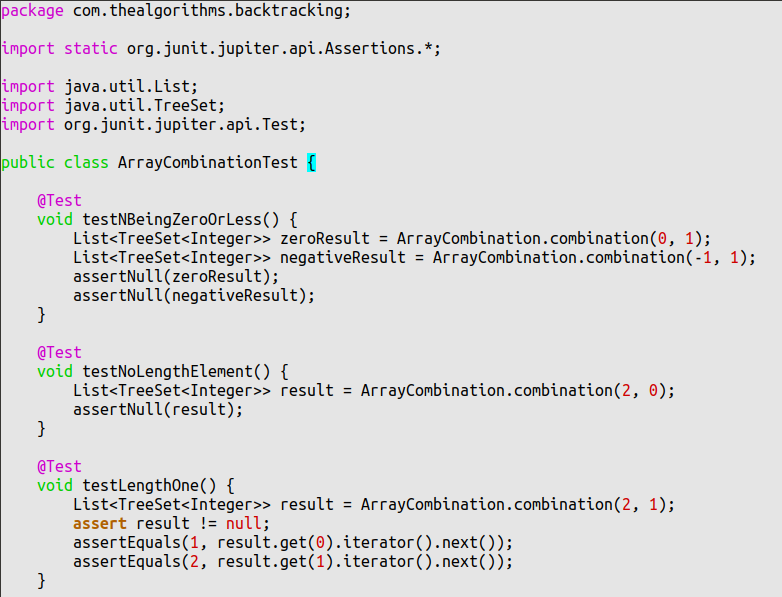 package com.thealgorithms.backtracking;
import static org.junit.jupiter.api.Assertions.*;
import java.util.List;
import java.util.TreeSet;
import org.junit.jupiter.api.Test;
public class ArrayCombinationTest {
@Test
void testNBeingZeroOrLess() {
List<TreeSet<Integer>> zeroResult = ArrayCombination.combination(0, 1);
List<TreeSet<Integer>> negativeResult = ArrayCombination.combination(-1, 1);
assertNull(zeroResult);
assertNull(negativeResult);
}
@Test
void testNoLengthElement() {
List<TreeSet<Integer>> result = ArrayCombination.combination(2, 0);
assertNull(result);
}
@Test
void testLengthOne() {
List<TreeSet<Integer>> result = ArrayCombination.combination(2, 1);
assert result != null;
assertEquals(1, result.get(0).iterator().next());
assertEquals(2, result.get(1).iterator().next());
}